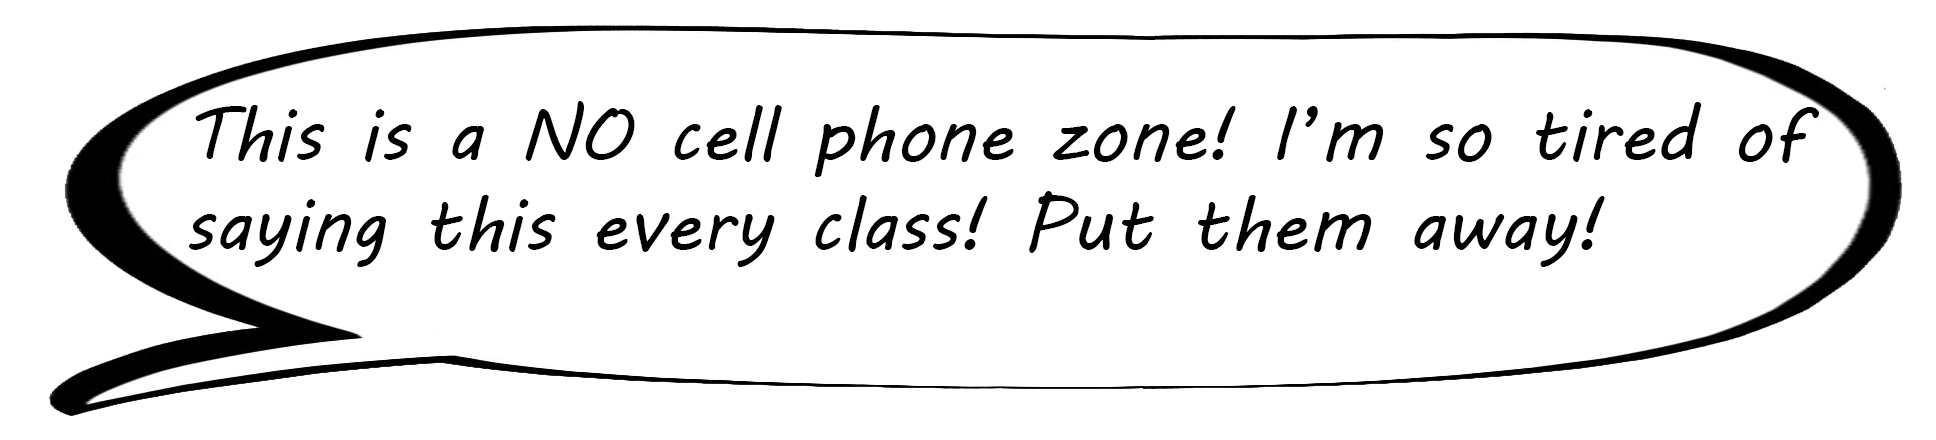 This is a NO cell phone zone! I’m so tired of
saying this every class! Put them away!